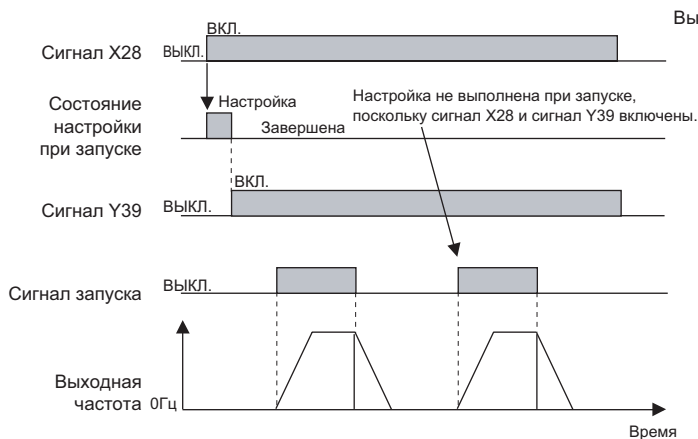 Вы
ВКЛ.
Сигнал X28
ВЫКЛ.
Состояние
настройки
при запуске
Настройка
Завершена
Настройка не выполнена при запуске,
поскольку сигнал X28 и сигнал Y39 включены.
ВКЛ.
Сигнал Y39
ВЫКЛ.
Сигнал запуска
ВЫКЛ.
Выходная
частота
0Гц
Время